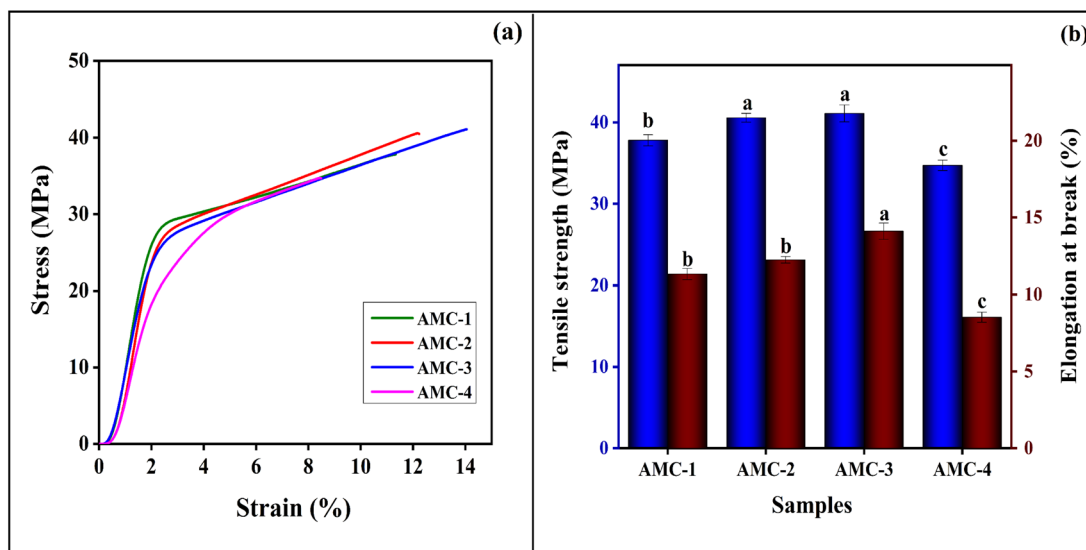 (a)
50
40
30
20
10
0
Stress (MPa)
AMC-1
AMC-2
AMC-3
AMC-4
0 2 4 6 8 10 12 14
Strain (%)
(b)
Tensile strength (MPa)
40
30
20
10
0
b a a c
b b a c
20
15
10
5
0
Elongation at break (%)
AMC-1 AMC-2 AMC-3 AMC-4
Samples